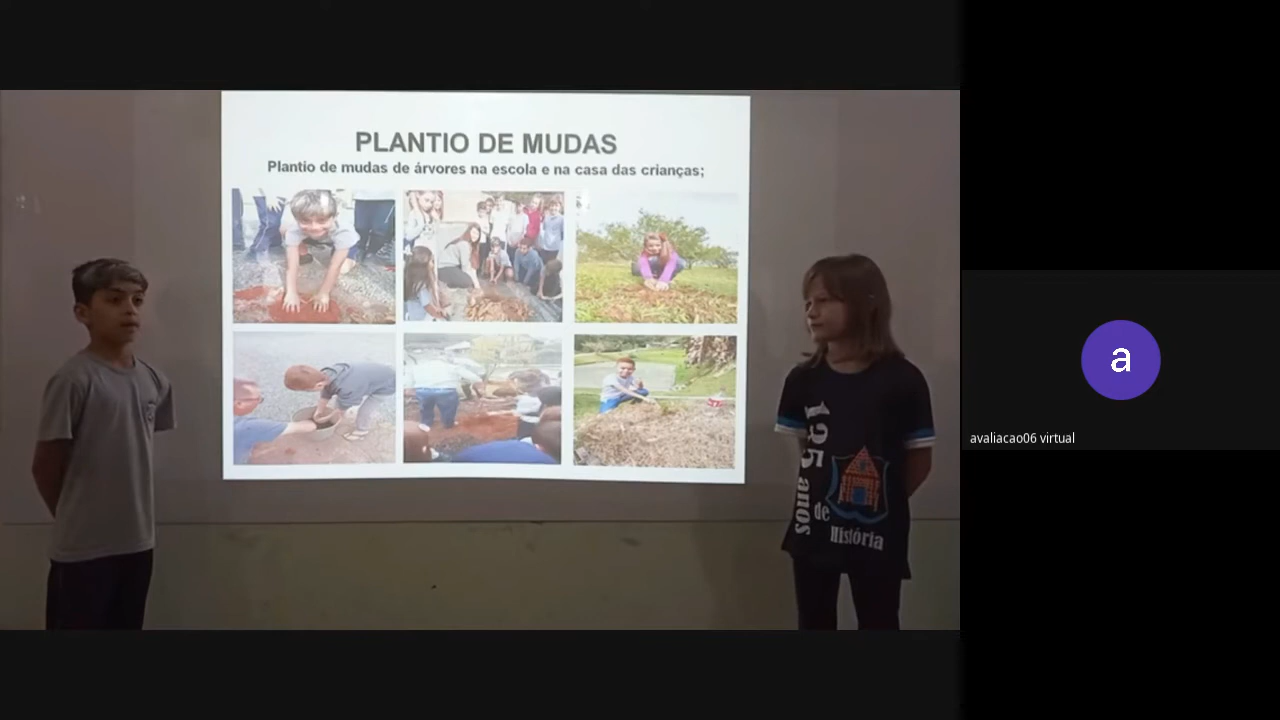 PLANTIO DE MUDAS
Plantio de mudas de árvores na escola e na casa das crianças;
125 anos
de
História
a
avaliacao06 virtual